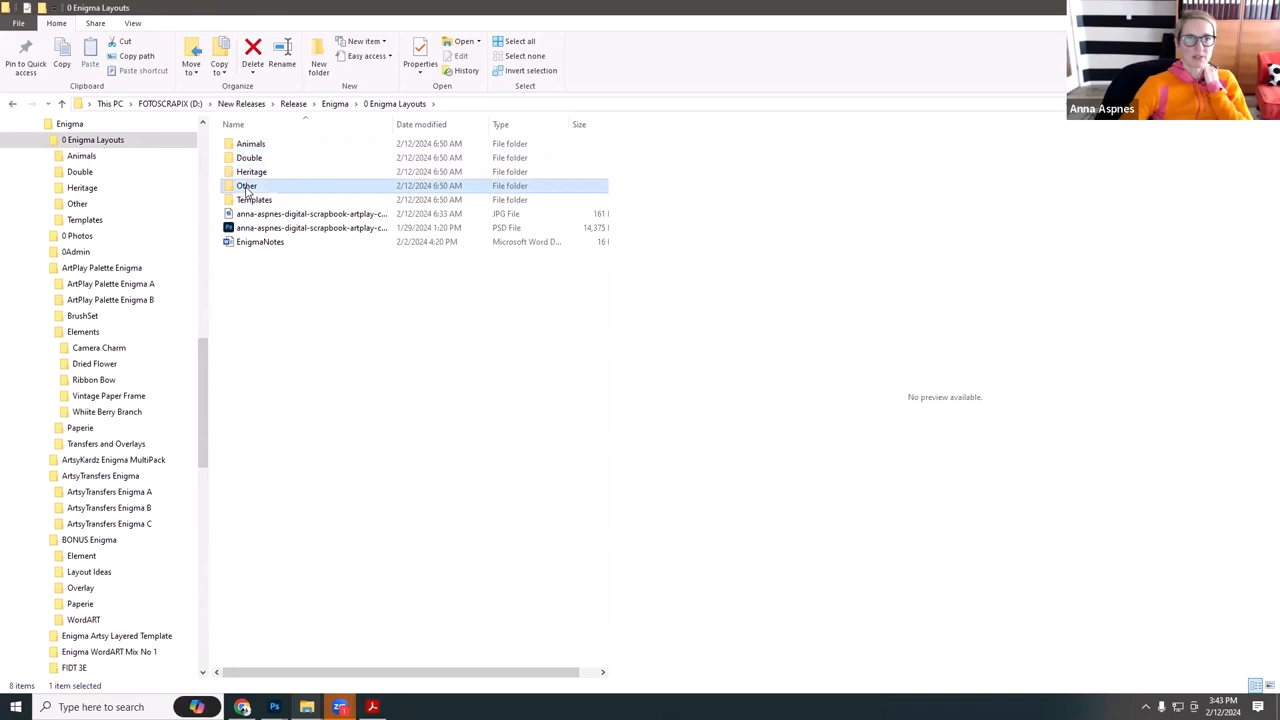 0 Enigma Layouts
File Home Share View
Pin to Quick access
Copy
Paste
Cut
Copy path
Paste shortcut
Clipboard
Move to
Copy to
Delete
Rename
Organize
New folder
New item
Easy access
New
Properties
Open
Edit
History
Open
Select all
Select none
Invert selection
Select
Anna Aspnes
This PC > FOTOSCRAPIX (D:) > New Releases > Release > Enigma > 0 Enigma Layouts >
Enigma
0 Enigma Layouts
Animals
Double
Heritage
Other
Templates
0 Photos
0Admin
ArtPlay Palette Enigma
ArtPlay Palette Enigma A
ArtPlay Palette Enigma B
BrushSet
Elements
Camera Charm
Dried Flower
Ribbon Bow
Vintage Paper Frame
Whiite Berry Branch
Paperie
Transfers and Overlays
ArtsyKardz Enigma MultiPack
ArtsyTransfers Enigma
ArtsyTransfers Enigma A
ArtsyTransfers Enigma B
ArtsyTransfers Enigma C
BONUS Enigma
Element
Layout Ideas
Overlay
Paperie
WordART
Enigma Artsy Layered Template
Enigma WordART Mix No 1
FIDT 3E
Name Date modified Type Size
Animals 2/12/2024 6:50 AM File folder
Double 2/12/2024 6:50 AM File folder
Heritage 2/12/2024 6:50 AM File folder
Other 2/12/2024 6:50 AM File folder
Templates 2/12/2024 6:50 AM File folder
anna-aspnes-digital-scrapbook-artplay-c... 2/12/2024 6:33 AM JPG File 161
anna-aspnes-digital-scrapbook-artplay-c... 1/29/2024 1:20 PM PSD File 14,375
EnigmaNotes 2/2/2024 4:20 PM Microsoft Word D... 16
No preview available.
8 items 1 item selected
Type here to search
3:43 PM
2/12/2024